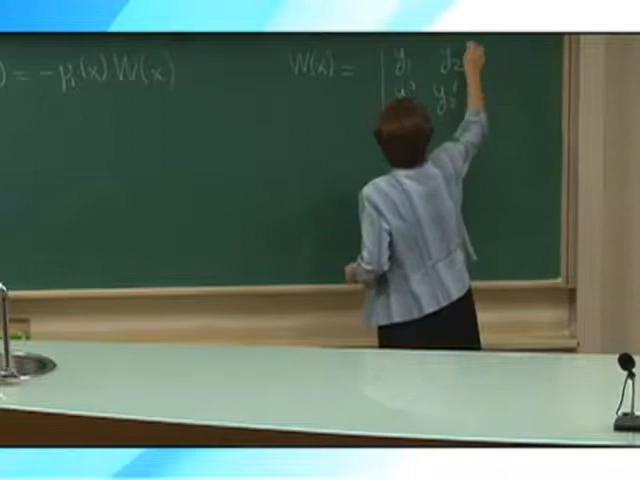 ) = - p₁(x) W(x)
W(x) = | y₁ y₂
y₁' y₂'